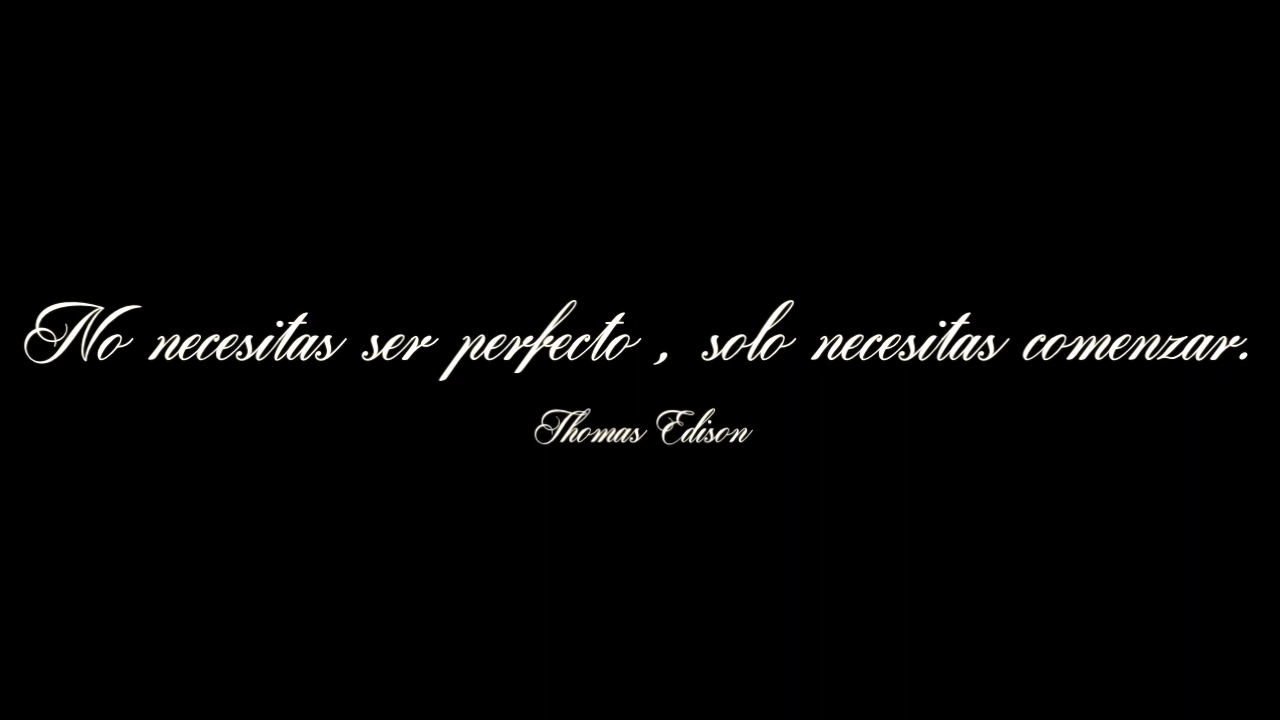 No necesitas ser perfecto , solo necesitas comenzar.
Thomas Edison